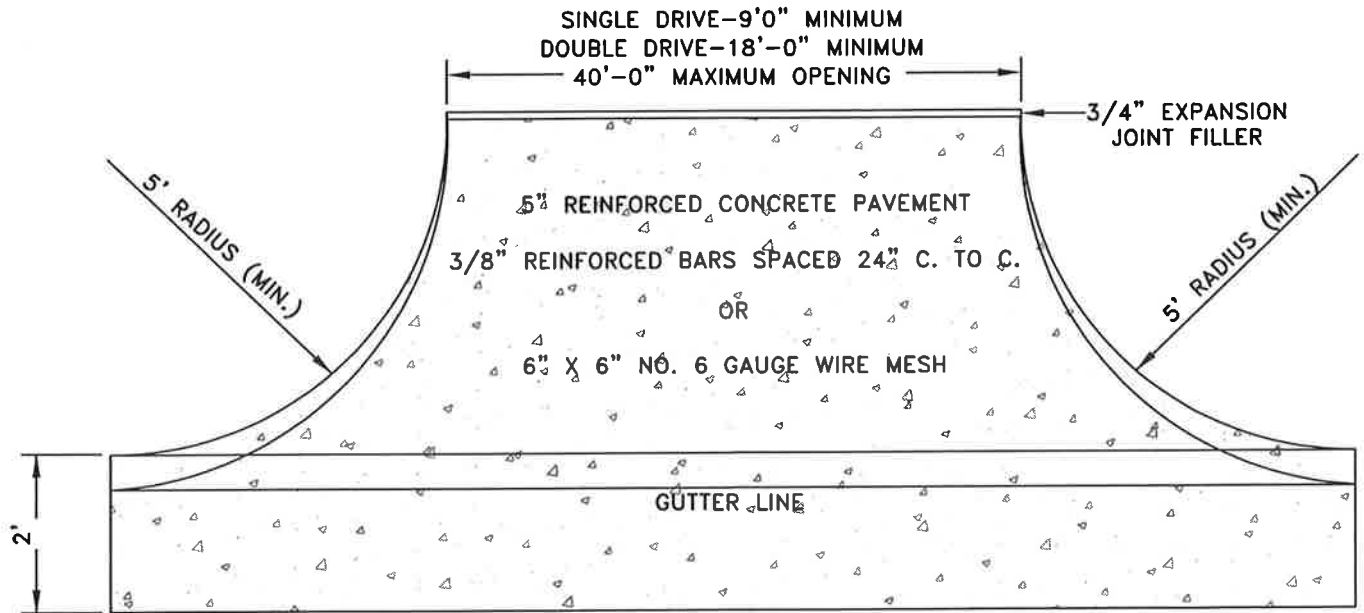 SINGLE DRIVE-9'0" MINIMUM
DOUBLE DRIVE-18'-0" MINIMUM
40'-0" MAXIMUM OPENING
3/4" EXPANSION
JOINT FILLER
5' RADIUS (MIN.)
5' RADIUS (MIN.)
5" REINFORCED CONCRETE PAVEMENT
3/8" REINFORCED BARS SPACED 24" C. TO C.
OR
6" X 6" NO. 6 GAUGE WIRE MESH
GUTTER LINE
2'